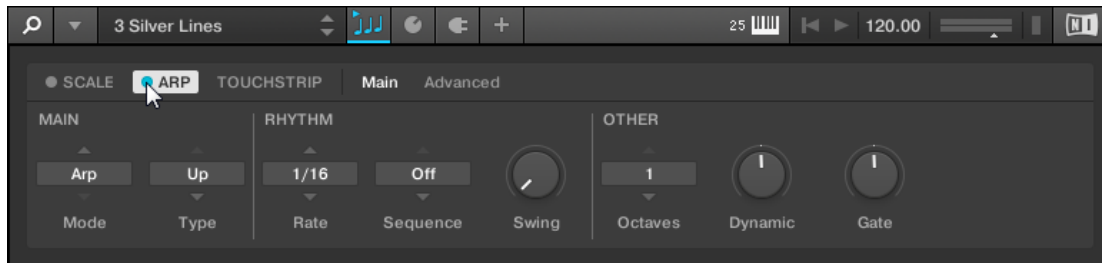 3 Silver Lines 25 120.00 NI
SCALE ARP TOUCHSTRIP Main Advanced
MAIN RHYTHM OTHER
Arp Up 1/16 Off 1
Mode Type Rate Sequence Swing Octaves Dynamic Gate